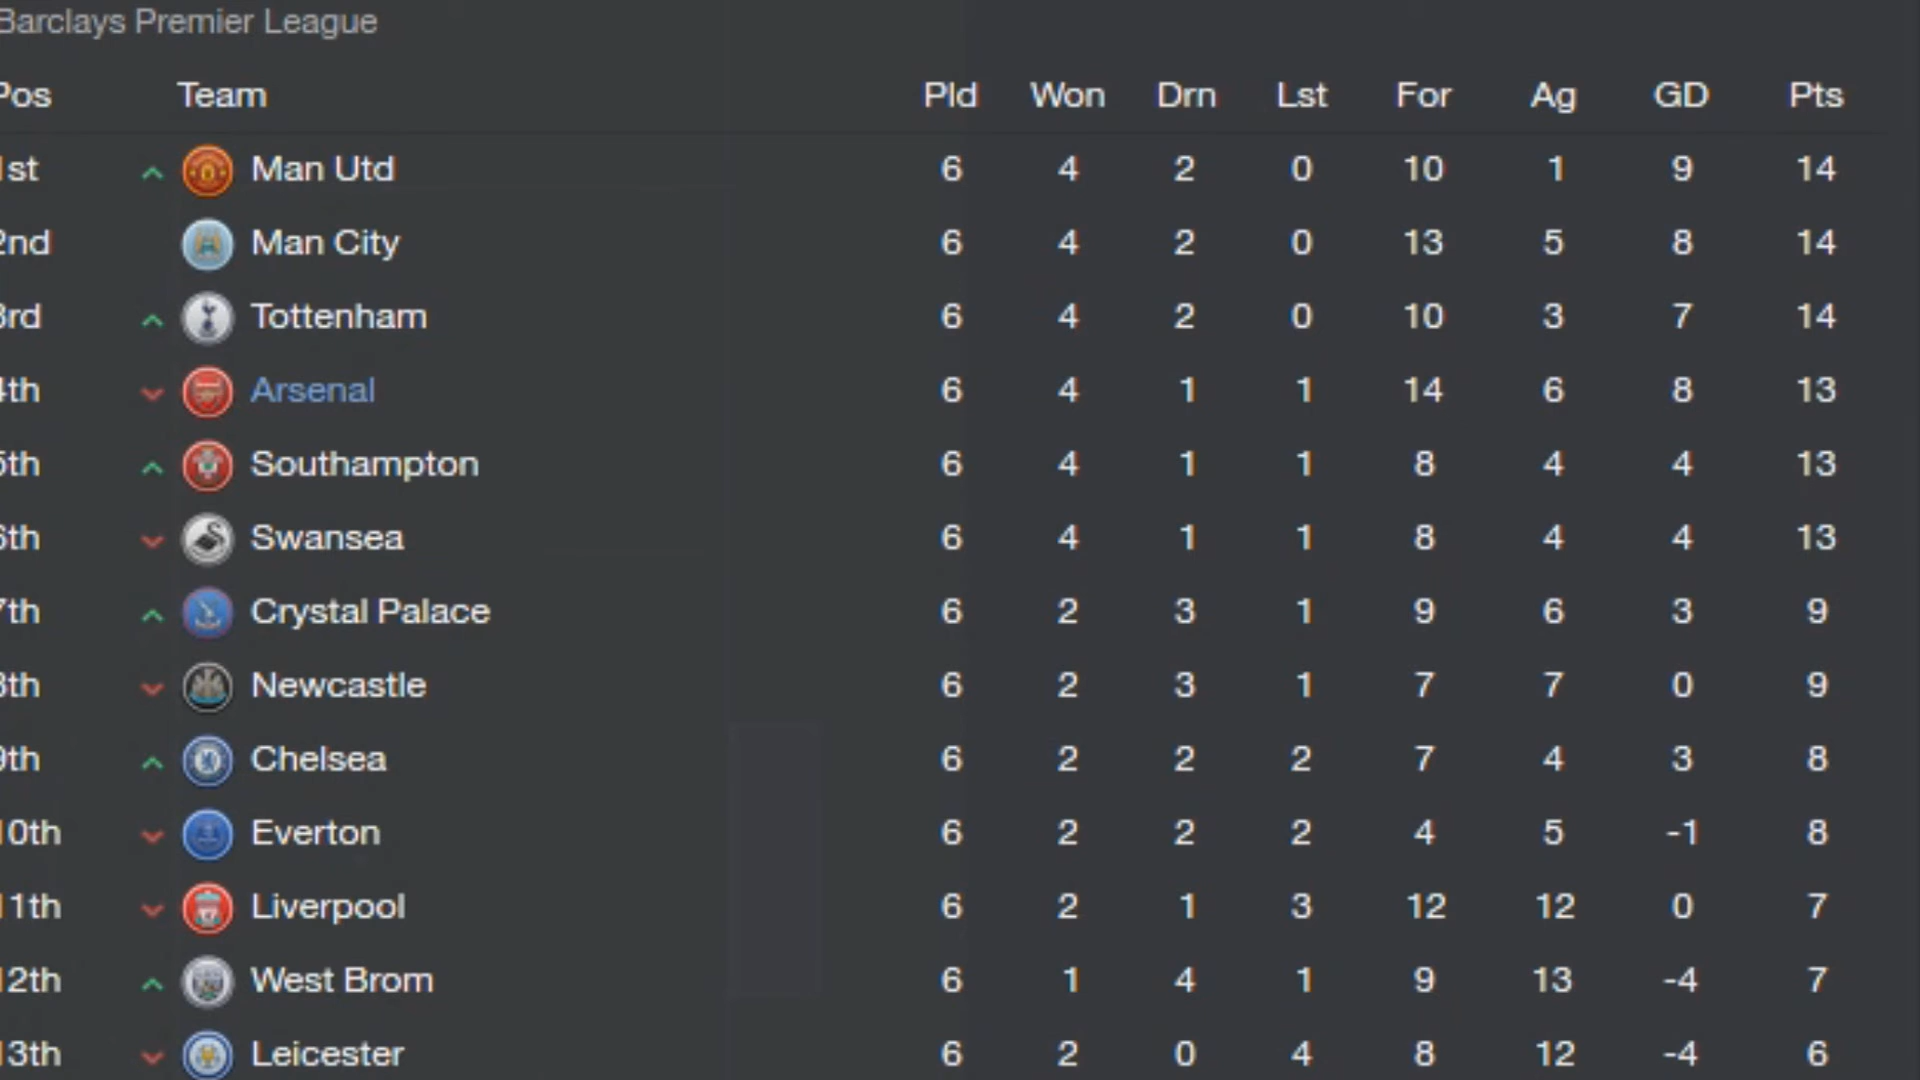 Barclays Premier League
Pos Team Pld Won Drn Lst For Ag GD Pts
1st Man Utd 6 4 2 0 10 1 9 14
2nd Man City 6 4 2 0 13 5 8 14
3rd Tottenham 6 4 2 0 10 3 7 14
4th Arsenal 6 4 1 1 14 6 8 13
5th Southampton 6 4 1 1 8 4 4 13
6th Swansea 6 4 1 1 8 4 4 13
7th Crystal Palace 6 2 3 1 9 6 3 9
8th Newcastle 6 2 3 1 7 7 0 9
9th Chelsea 6 2 2 2 7 4 3 8
10th Everton 6 2 2 2 4 5 -1 8
11th Liverpool 6 2 1 3 12 12 0 7
12th West Brom 6 1 4 1 9 13 -4 7
13th Leicester 6 2 0 4 8 12 -4 6